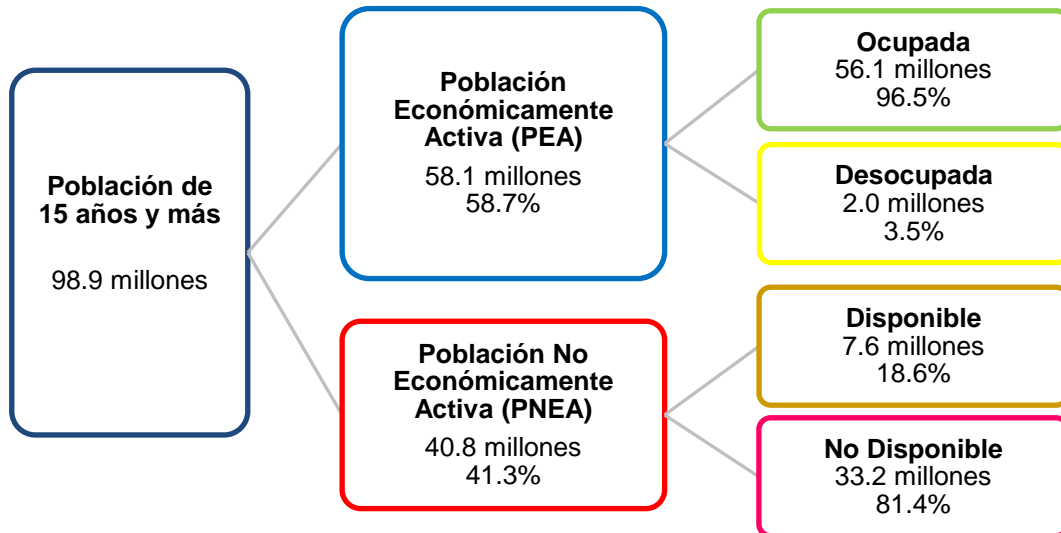 Población de
15 años y más
98.9 millones
Población
Económicamente
Activa (PEA)
58.1 millones
58.7%
Población No
Económicamente
Activa (PNEA)
40.8 millones
41.3%
Ocupada
56.1 millones
96.5%
Desocupada
2.0 millones
3.5%
Disponible
7.6 millones
18.6%
No Disponible
33.2 millones
81.4%